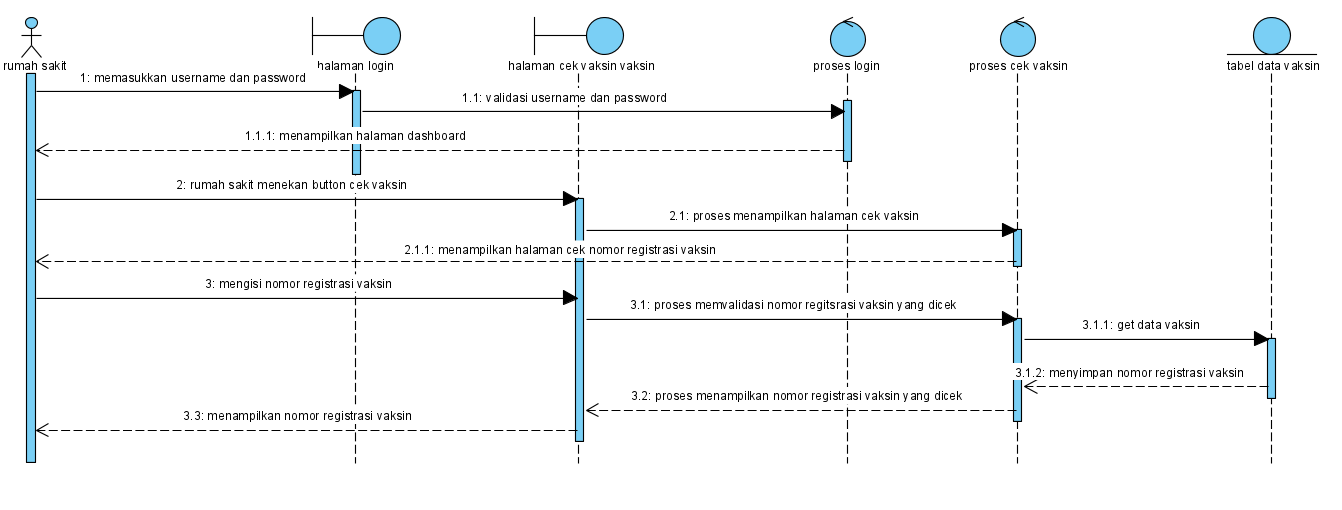 rumah sakit
halaman login
halaman cek vaksin vaksin
proses login
proses cek vaksin
tabel data vaksin
1: memasukkan username dan password
1.1: validasi username dan password
1.1.1: menampilkan halaman dashboard
2: rumah sakit menekan button cek vaksin
2.1: proses menampilkan halaman cek vaksin
2.1.1: menampilkan halaman cek nomor registrasi vaksin
3: mengisi nomor registrasi vaksin
3.1: proses memvalidasi nomor regitsrasi vaksin yang dicek
3.1.1: get data vaksin
3.1.2: menyimpan nomor registrasi vaksin
3.2: proses menampilkan nomor registrasi vaksin yang dicek
3.3: menampilkan nomor registrasi vaksin